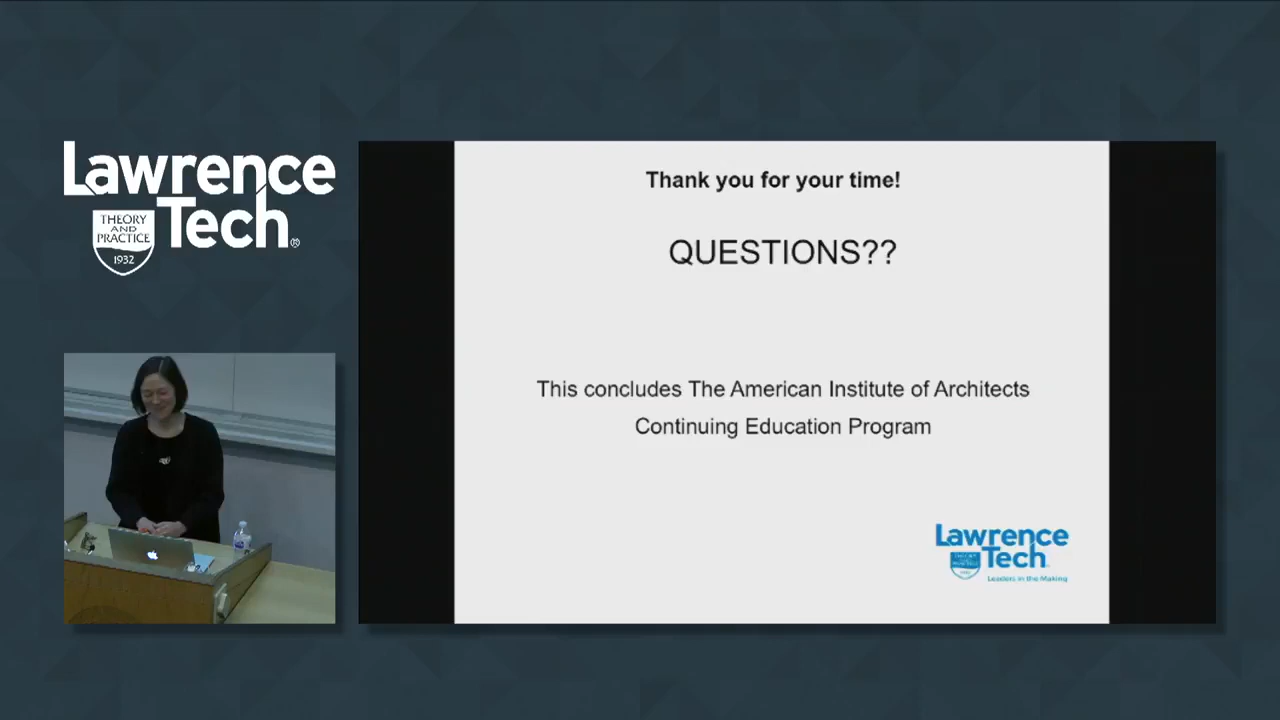 Lawrence
Tech®
THEORY
AND
PRACTICE
1932
Thank you for your time!
QUESTIONS??
This concludes The American Institute of Architects
Continuing Education Program
Lawrence
Tech
Leaders in the Making